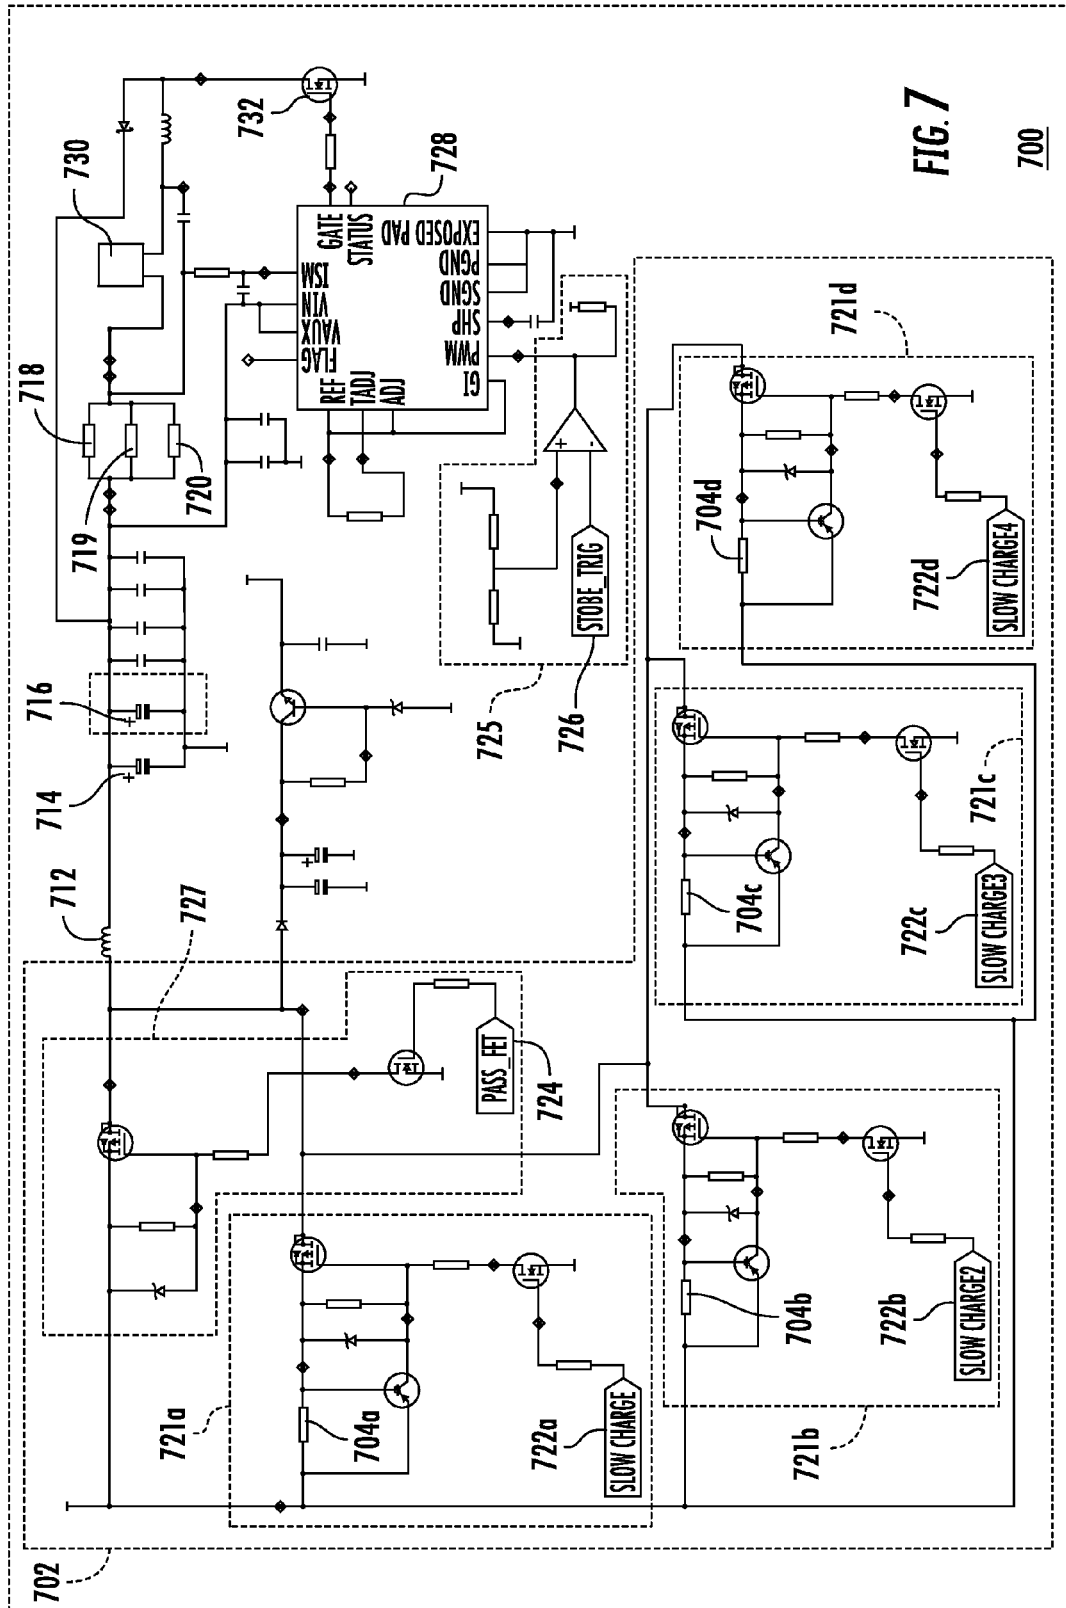 702
721a
704a
722a
SLOW CHARGE
727
724
PASS_FET
712
714
716
718
719
720
730
732
728
GATE
STATUS
EXPOSED PAD
PGND
SGND
SHP
PWM
GI
ISM
VIN
VAUX
FLAG
REF
TADJ
ADJ
+
+
+
+
-
725
726
STOBE_TRIG
721b
704b
722b
SLOW CHARGE2
721c
704c
722c
SLOW CHARGE3
721d
704d
722d
SLOW CHARGE4
FIG. 7
700